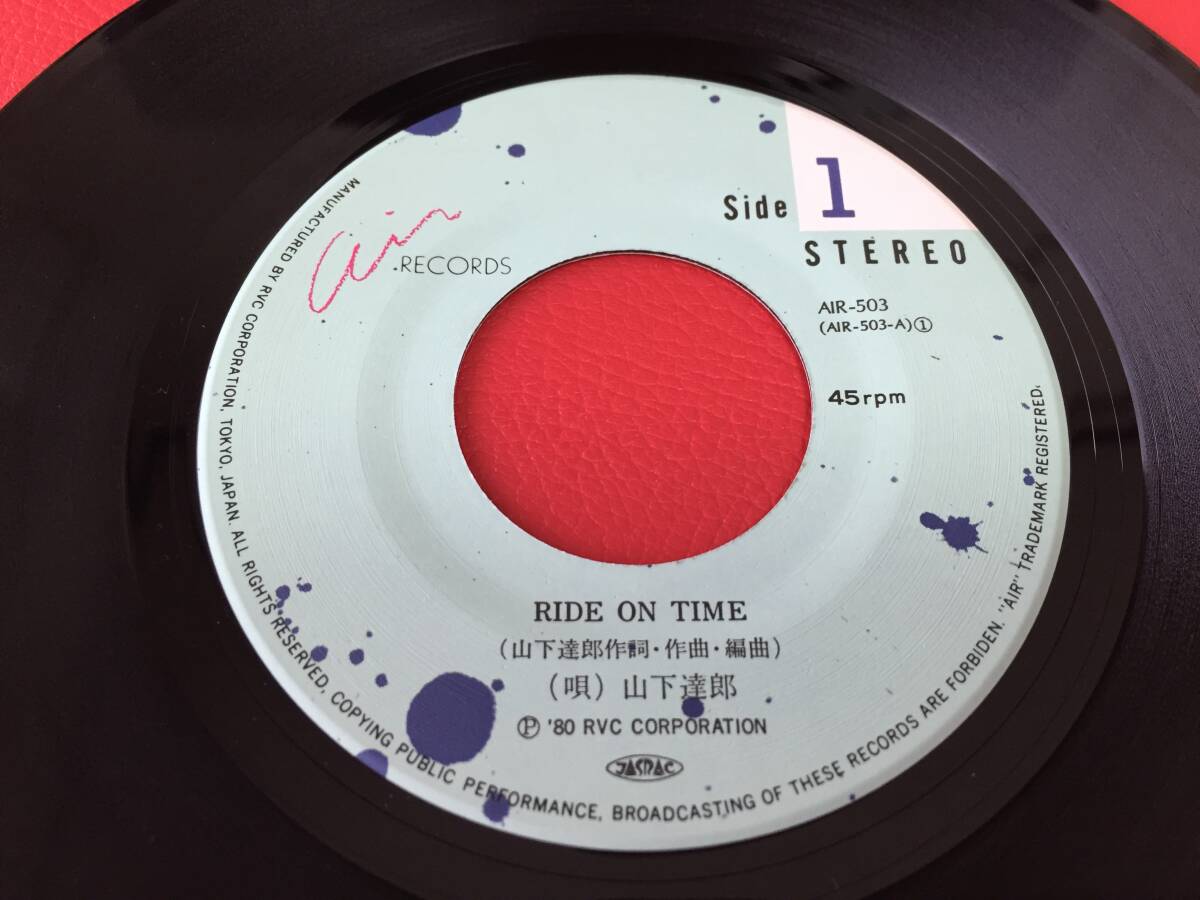 Air RECORDS
Side 1
STEREO
AIR-503
(AIR-503-A)①
45rpm
RIDE ON TIME
(山下達郎作詞・作曲・編曲)
(唄) 山下達郎
Ⓟ '80 RVC CORPORATION
JASRAC
MANUFACTURED BY RVC CORPORATION, TOKYO, JAPAN. ALL RIGHTS RESERVED, COPYING PUBLIC PERFORMANCE, BROADCASTING OF THESE RECORDS ARE FORBIDDEN. "AIR" TRADEMARK REGISTERED.